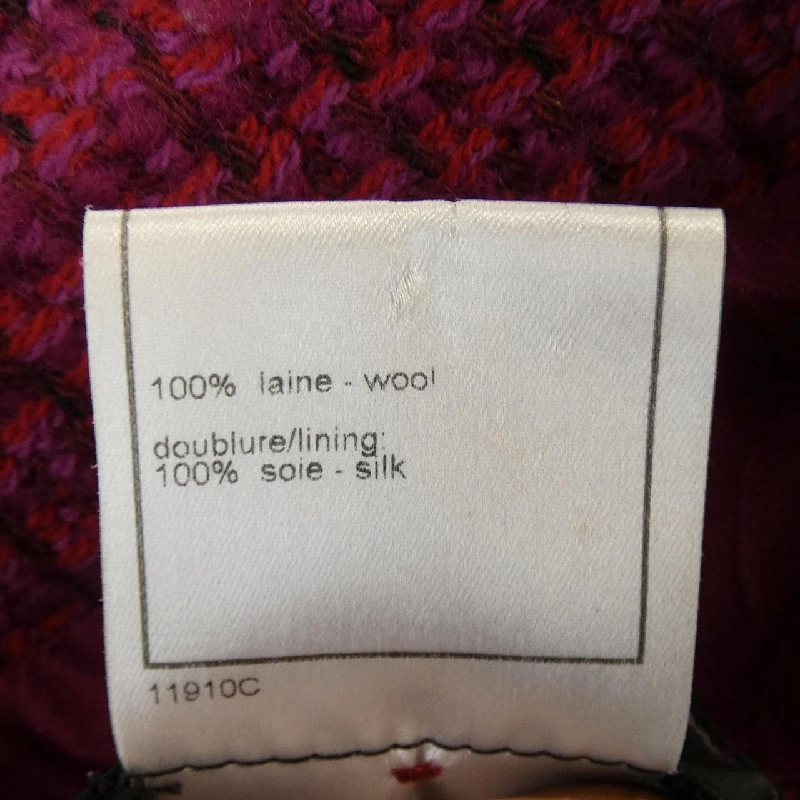 100% laine - wool
doublure/lining:
100% soie - silk
11910C